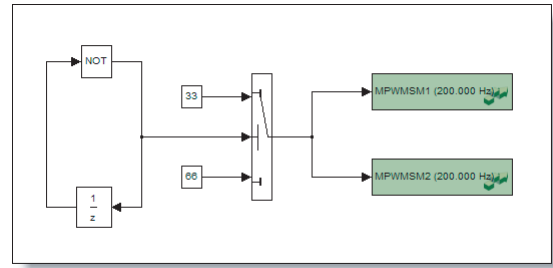 NOT
33
MPWMSM1 (200.000 Hz)
66
MPWMSM2 (200.000 Hz)
1
z